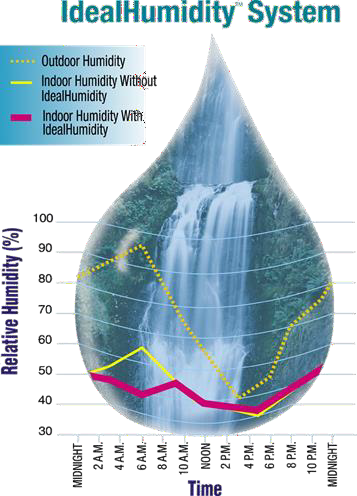 IdealHumidity™ System
Outdoor Humidity
Indoor Humidity Without
IdealHumidity
Indoor Humidity With
IdealHumidity
Relative Humidity (%)
100
90
80
70
60
50
40
30
MIDNIGHT 2 A.M. 4 A.M. 6 A.M. 8 A.M. 10 A.M. NOON 2 P.M. 4 P.M. 6 P.M. 8 P.M. 10 P.M. MIDNIGHT
Time